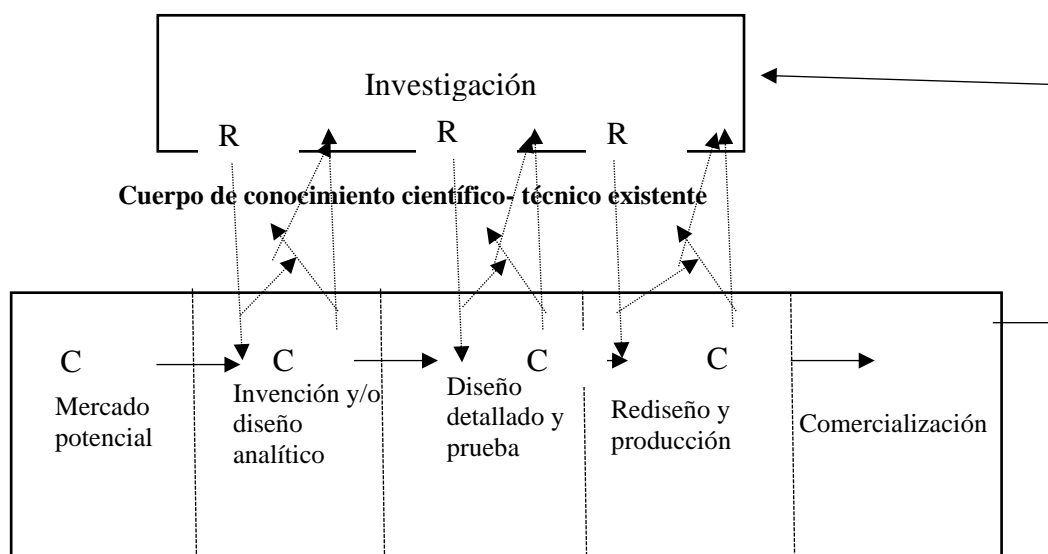 Investigación
R R R
Cuerpo de conocimiento científico- técnico existente
C C C C
Mercado
potencial
Invención y/o
diseño
analítico
Diseño
detallado y
prueba
Rediseño y
producción
Comercialización